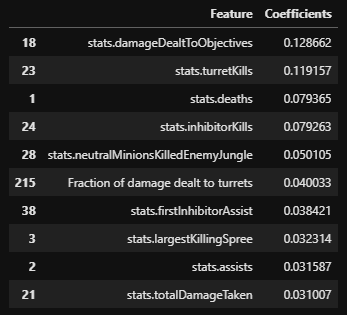 Feature Coefficients
18 stats.damageDealtToObjectives 0.128662
23 stats.turretKills 0.119157
1 stats.deaths 0.079365
24 stats.inhibitorKills 0.079263
28 stats.neutralMinionsKilledEnemyJungle 0.050105
215 Fraction of damage dealt to turrets 0.040033
38 stats.firstInhibitorAssist 0.038421
3 stats.largestKillingSpree 0.032314
2 stats.assists 0.031587
21 stats.totalDamageTaken 0.031007